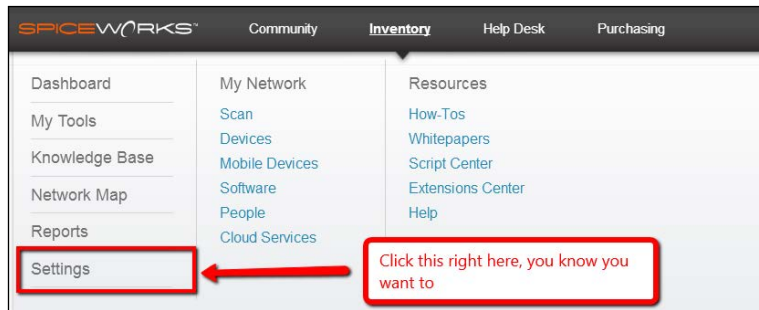 SPICEWORKS™ Community Inventory Help Desk Purchasing
Dashboard
My Tools
Knowledge Base
Network Map
Reports
Settings
My Network
Scan
Devices
Mobile Devices
Software
People
Cloud Services
Resources
How-Tos
Whitepapers
Script Center
Extensions Center
Help
Click this right here, you know you
want to